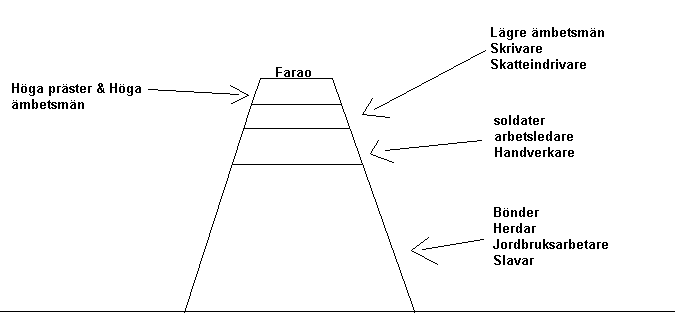 Farao
Höga präster & Höga
ämbetsmän
Lägre ämbetsmän
Skrivare
Skatteindrivare
soldater
arbetsledare
Handverkare
Bönder
Herdar
Jordbruksarbetare
Slavar